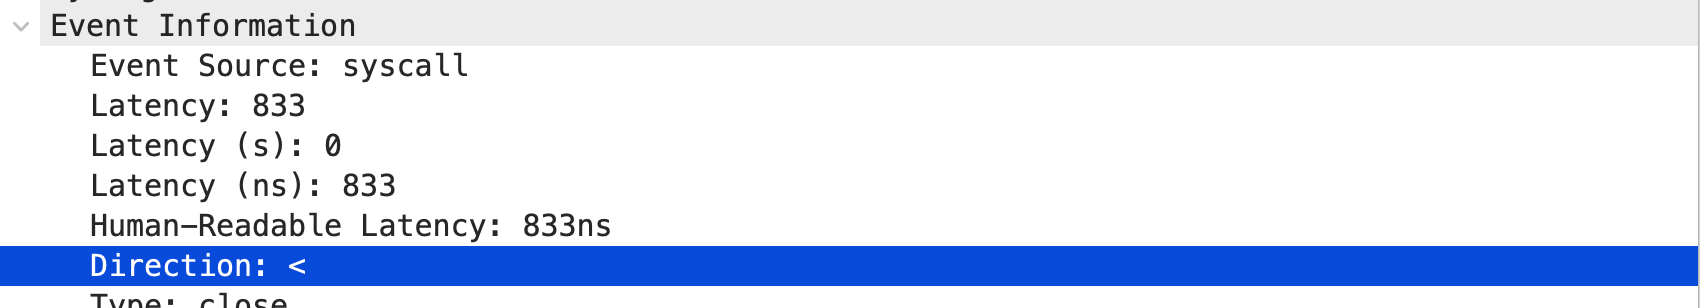 Event Information
Event Source: syscall
Latency: 833
Latency (s): 0
Latency (ns): 833
Human-Readable Latency: 833ns
Direction: <
Type: close